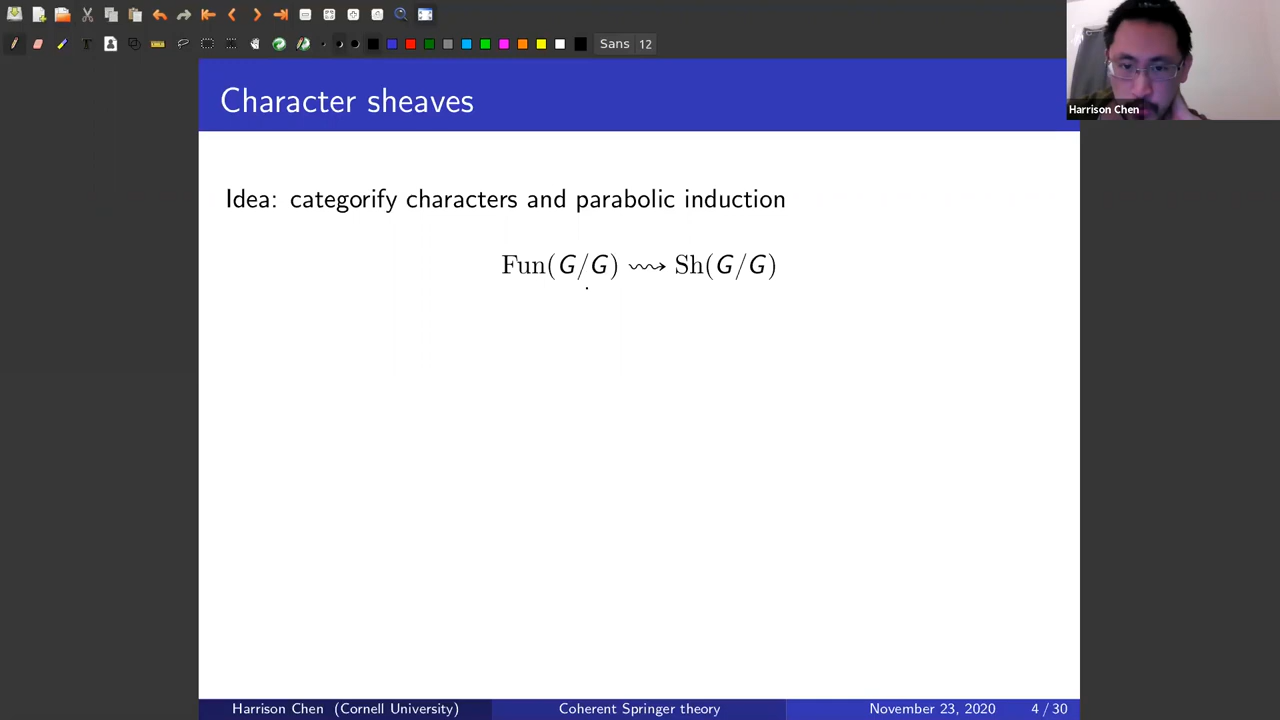 Sans 12
Harrison Chen
Character sheaves
Idea: categorify characters and parabolic induction
Fun(G/G) ⇝ Sh(G/G)
Harrison Chen (Cornell University) Coherent Springer theory November 23, 2020 4 / 30